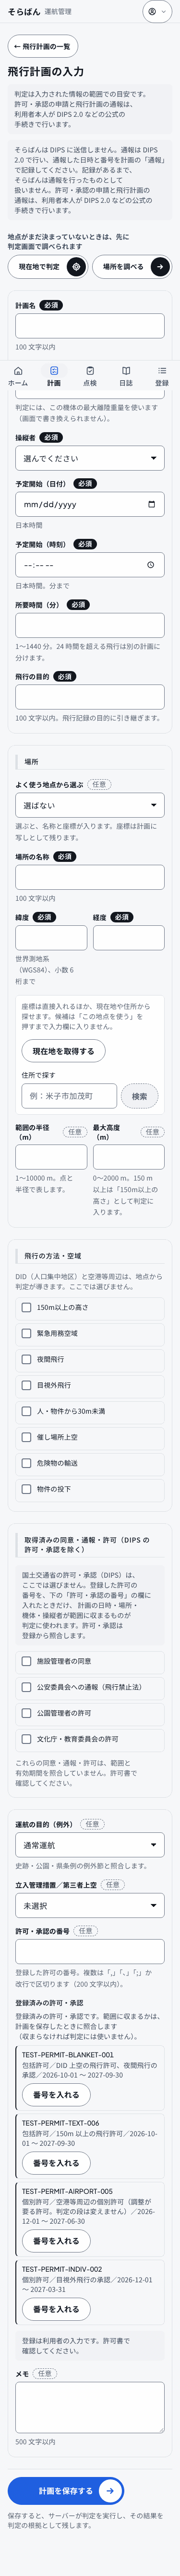 そらばん 運航管理
← 飛行計画の一覧
飛行計画の入力
判定は入力された情報の範囲での目安です。
許可・承認の申請と飛行計画の通報は、
利用者本人が DIPS 2.0 などの公式の
手続きで行います。
そらばんは DIPS に送信しません。通報は DIPS
2.0 で行い、通報した日時と番号を計画の「通報」
で記録してください。記録があるまで、
そらばんは通報を行ったものとして
扱いません。許可・承認の申請と飛行計画の
通報は、利用者本人が DIPS 2.0 などの公式の
手続きで行います。
地点がまだ決まっていないときは、先に
判定画面で調べられます
現在地で判定
場所を調べる
計画名 必須
100 文字以内
ホーム 計画 点検 日誌 登録
判定には、この機体の最大離陸重量を使います
（画面で書き換えられません）。
操縦者 必須
選んでください
予定開始（日付） 必須
mm/dd/yyyy
日本時間
予定開始（時刻） 必須
--:-- --
日本時間。分まで
所要時間（分） 必須
1〜1440 分。24 時間を超える飛行は別の計画に
分けます。
飛行の目的 必須
100 文字以内。飛行記録の目的に引き継ぎます。
場所
よく使う地点から選ぶ 任意
選ばない
選ぶと、名称と座標が入ります。座標は計画に
写しとして残ります。
場所の名称 必須
100 文字以内
緯度 必須
経度 必須
世界測地系
（WGS84）、小数 6
桁まで
座標は直接入れるほか、現在地や住所から
探せます。候補は「この地点を使う」を
押すまで入力欄に入りません。
現在地を取得する
住所で探す
例：米子市加茂町
検索
範囲の半径
（m） 任意
最大高度
（m） 任意
1〜10000 m。点と
半径で表します。
0〜2000 m。150 m
以上は「150m以上の
高さ」として判定に
入ります。
飛行の方法・空域
DID（人口集中地区）と空港等周辺は、地点から
判定が導きます。ここでは選びません。
150m以上の高さ
緊急用務空域
夜間飛行
目視外飛行
人・物件から30m未満
催し場所上空
危険物の輸送
物件の投下
取得済みの同意・通報・許可（DIPS の
許可・承認を除く）
国土交通省の許可・承認（DIPS）は、
ここでは選びません。登録した許可の
番号を、下の「許可・承認の番号」の欄に
入れたときだけ、計画の日時・場所・
機体・操縦者が範囲に収まるものが
判定に使われます。許可・承認は
登録から照合します。
施設管理者の同意
公安委員会への通報（飛行禁止法）
公園管理者の許可
文化庁・教育委員会の許可
これらの同意・通報・許可は、範囲と
有効期間を照合していません。許可書で
確認してください。
運航の目的（例外） 任意
通常運航
史跡・公園・県条例の例外節と照合します。
立入管理措置／第三者上空 任意
未選択
許可・承認の番号 任意
登録した許可の番号。複数は「,」「、」「;」か
改行で区切ります（200 文字以内）。
登録済みの許可・承認
登録済みの許可・承認です。範囲に収まるかは、
計画を保存したときに照合します
（収まらなければ判定には使いません）。
TEST-PERMIT-BLANKET-001
包括許可／DID 上空の飛行許可、夜間飛行の
承認／2026-10-01 〜 2027-09-30
番号を入れる
TEST-PERMIT-TEXT-006
包括許可／150m 以上の飛行許可／2026-10-
01 〜 2027-09-30
番号を入れる
TEST-PERMIT-AIRPORT-005
個別許可／空港等周辺の個別許可（調整が
要る許可。判定の段は変えません）／2026-
12-01 〜 2027-06-30
番号を入れる
TEST-PERMIT-INDIV-002
個別許可／目視外飛行の承認／2026-12-01
〜 2027-03-31
番号を入れる
登録は利用者の入力です。許可書で
確認してください。
メモ 任意
500 文字以内
計画を保存する
保存すると、サーバーが判定を実行し、その結果を
判定の根拠として残します。